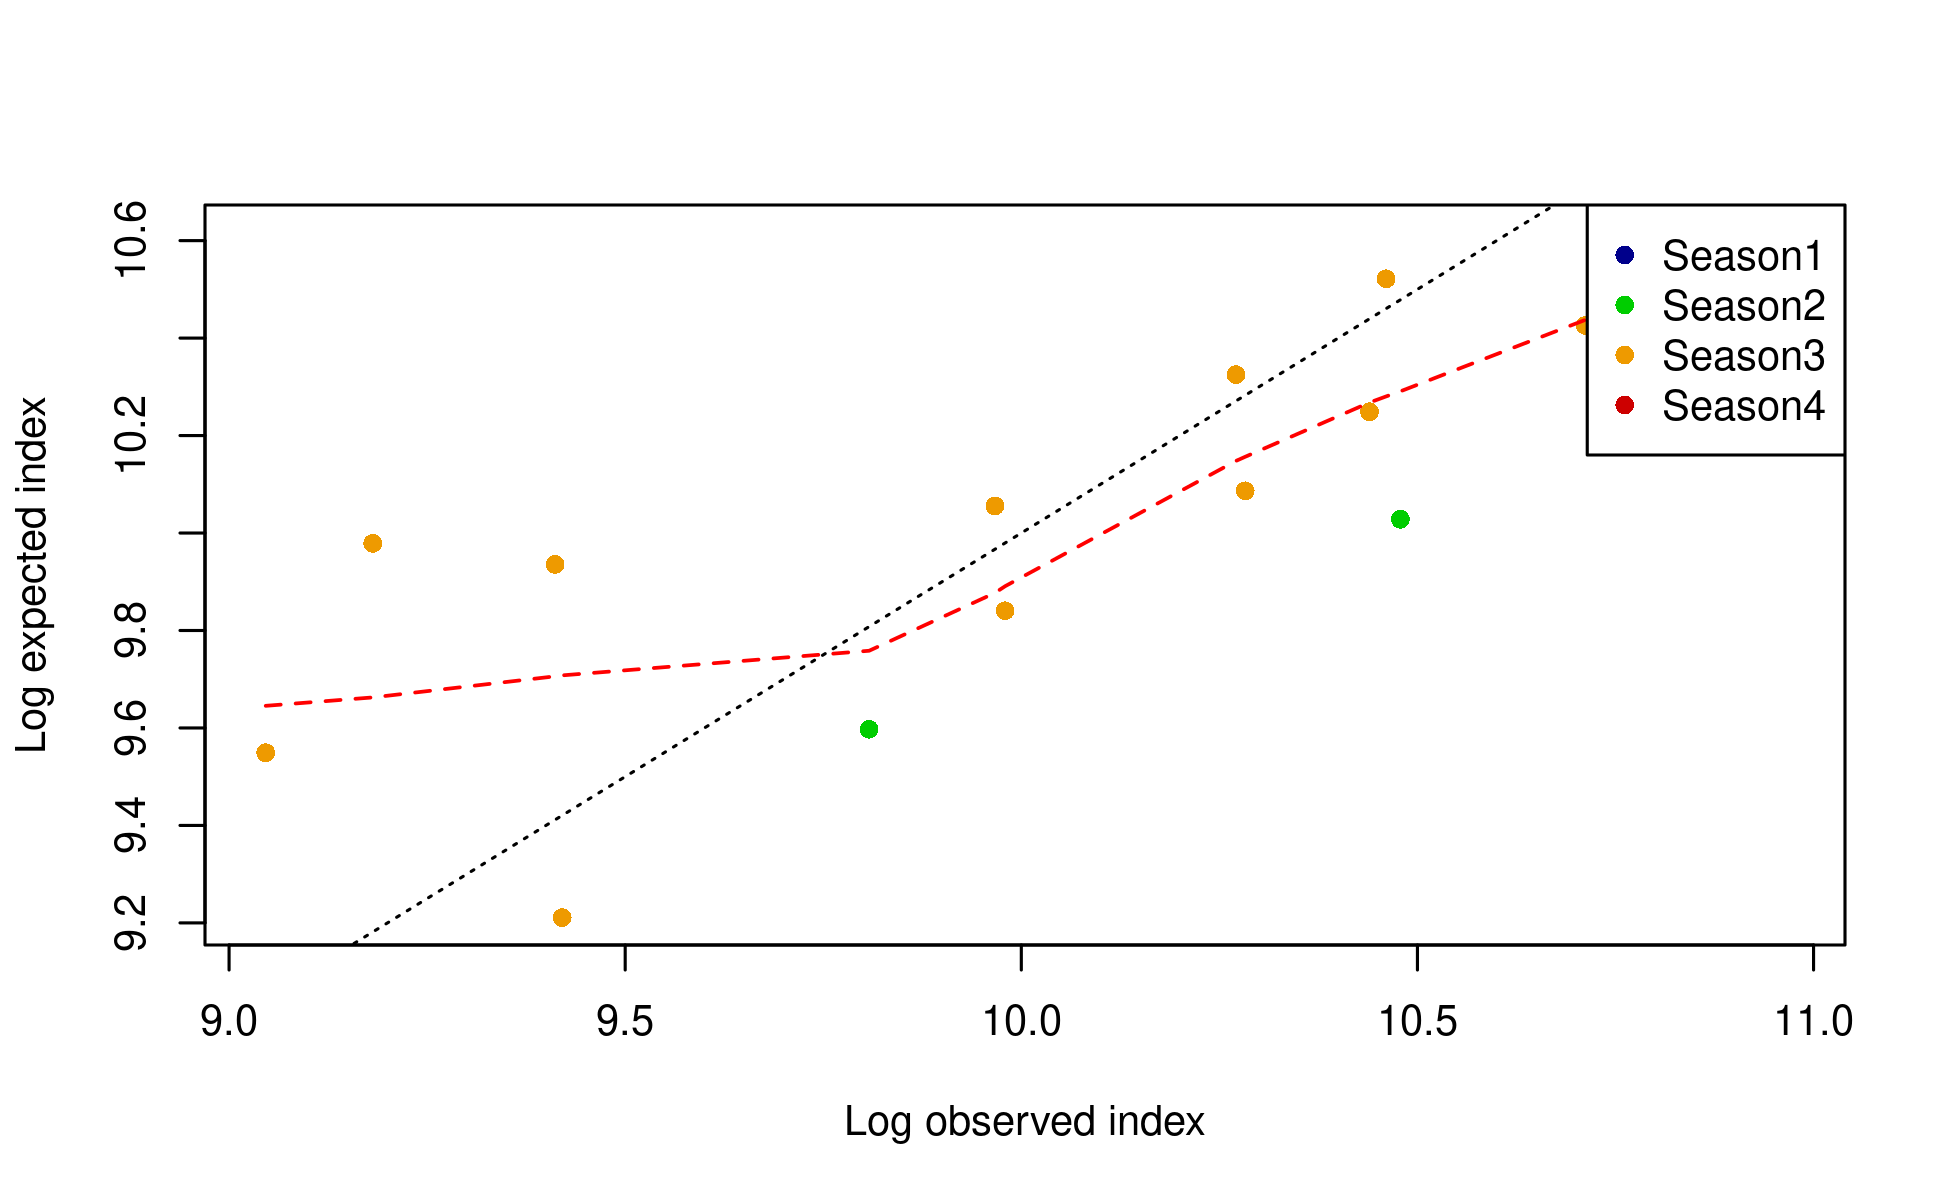 10.6
10.2
9.8
9.6
9.4
9.2
Log expected index
Season1
Season2
Season3
Season4
9.0 9.5 10.0 10.5 11.0
Log observed index